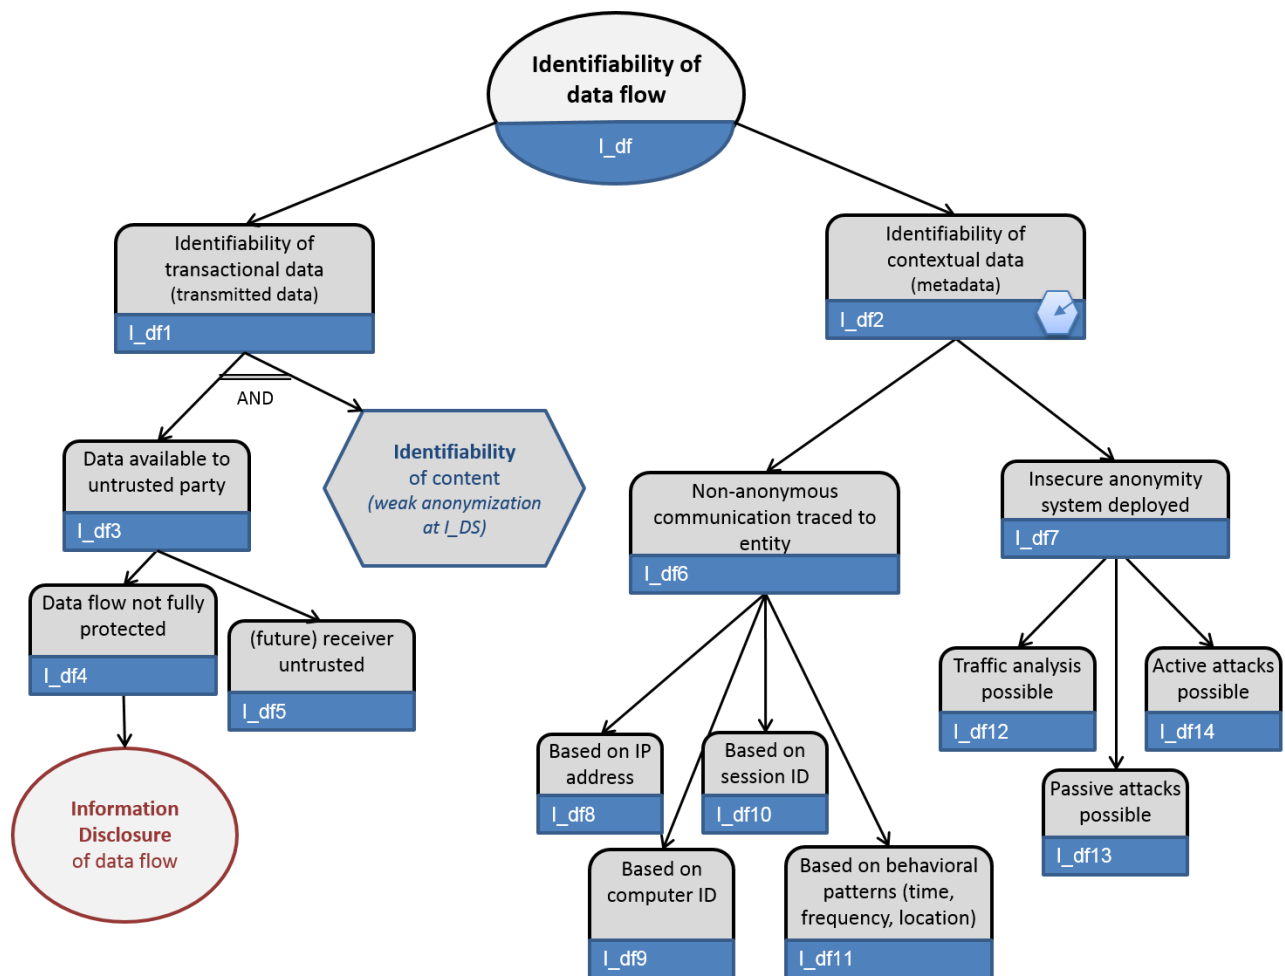 Identifiability of
data flow
I_df
Identifiability of
transactional data
(transmitted data)
I_df1
Identifiability of
contextual data
(metadata)
I_df2
AND
Data available to
untrusted party
I_df3
Identifiability
of content
(weak anonymization
at I_DS)
Non-anonymous
communication traced to
entity
I_df6
Insecure anonymity
system deployed
I_df7
Data flow not fully
protected
I_df4
(future) receiver
untrusted
I_df5
Traffic analysis
possible
I_df12
Active attacks
possible
I_df14
Based on IP
address
I_df8
Based on
session ID
I_df10
Passive attacks
possible
I_df13
Information
Disclosure
of data flow
Based on
computer ID
I_df9
Based on behavioral
patterns (time,
frequency, location)
I_df11